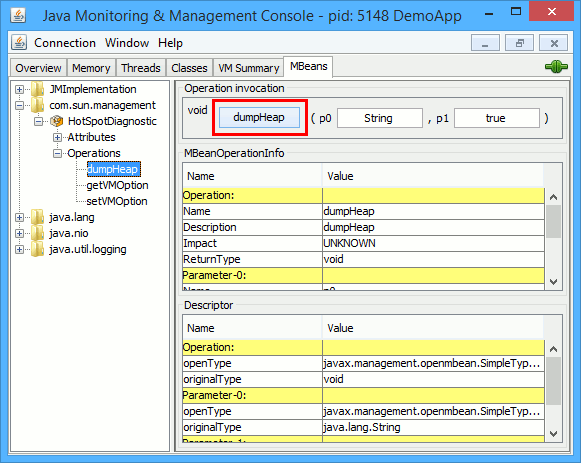 Java Monitoring & Management Console - pid: 5148 DemoApp
Connection Window Help
Overview Memory Threads Classes VM Summary MBeans
JMImplementation
com.sun.management
HotSpotDiagnostic
Attributes
Operations
dumpHeap
getVMOption
setVMOption
java.lang
java.nio
java.util.logging
Operation invocation
void dumpHeap ( p0 String , p1 true )
MBeanOperationInfo
Name Value
Operation:
Name dumpHeap
Description dumpHeap
Impact UNKNOWN
ReturnType void
Parameter-0:
Name p0
Descriptor
Name Value
Operation:
openType javax.management.openmbean.SimpleTyp...
originalType void
Parameter-0:
openType javax.management.openmbean.SimpleTyp...
originalType java.lang.String
Parameter-1: